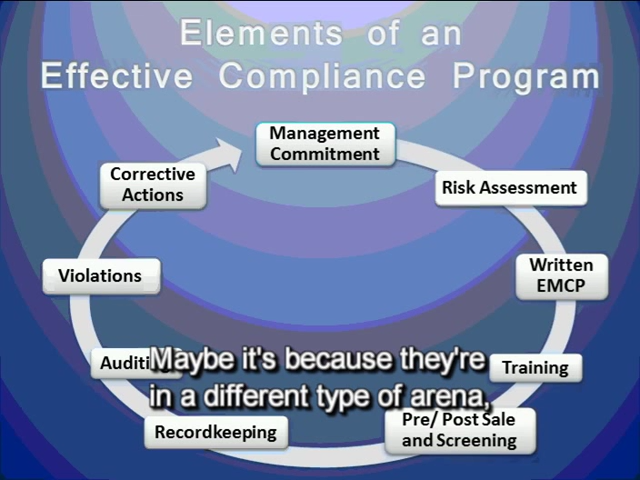 Elements of an
Effective Compliance Program
Management
Commitment
Risk Assessment
Written
EMCP
Training
Pre/ Post Sale
and Screening
Recordkeeping
Violations
Corrective
Actions
Maybe it's because they're
in a different type of arena,